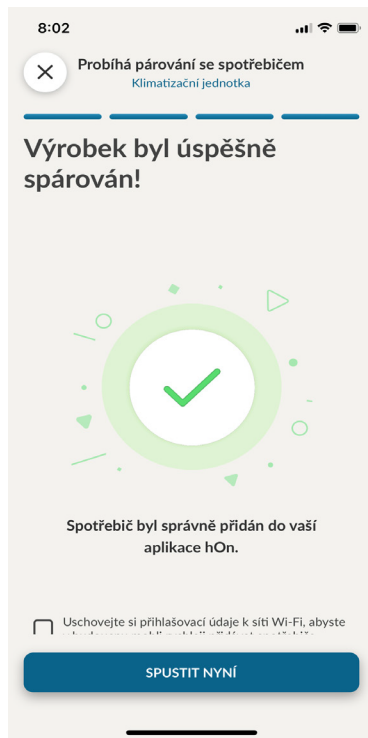 8:02
Probíhá párování se spotřebičem
Klimatizační jednotka
Výrobek byl úspěšně
spárován!
Spotřebič byl správně přidán do vaší
aplikace hOn.
Uschovejte si přihlašovací údaje k síti Wi-Fi, abyste
SPUSTIT NYNÍ